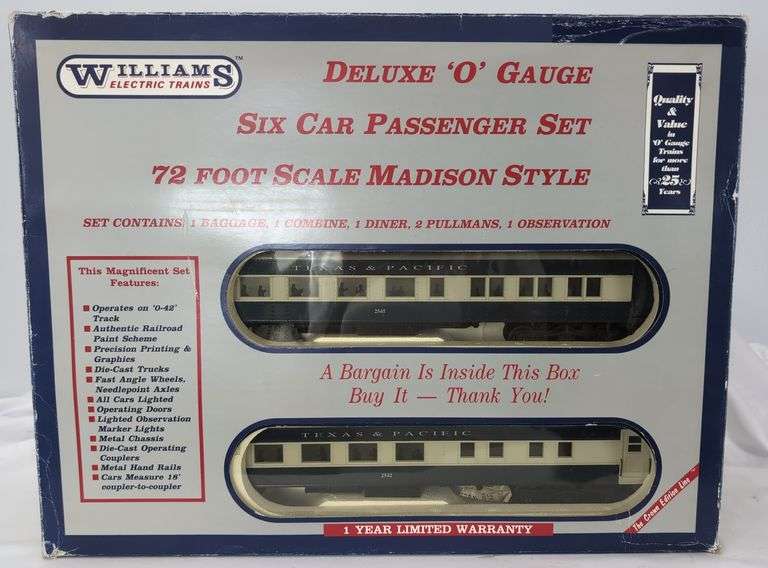 WILLIAMS™
ELECTRIC TRAINS
DELUXE 'O' GAUGE
SIX CAR PASSENGER SET
72 FOOT SCALE MADISON STYLE
SET CONTAINS: 1 BAGGAGE, 1 COMBINE, 1 DINER, 2 PULLMANS, 1 OBSERVATION
Quality
&
Value
in
'O' Gauge
Trains
for more
than
25
Years
This Magnificent Set
Features:
Operates on '0-42'
Track
Authentic Railroad
Paint Scheme
Precision Printing &
Graphics
Die-Cast Trucks
Fast Angle Wheels,
Needlepoint Axles
All Cars Lighted
Operating Doors
Lighted Observation
Marker Lights
Metal Chassis
Die-Cast Operating
Couplers
Metal Hand Rails
Cars Measure 18"
coupler-to-coupler
TEXAS & PACIFIC
2541
A Bargain Is Inside This Box
Buy It — Thank You!
TEXAS & PACIFIC
2542
The Crown Edition Line™
1 YEAR LIMITED WARRANTY